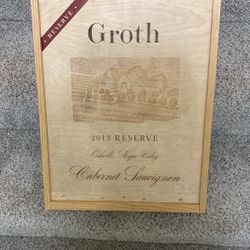 RESERVE
Groth
2013 RESERVE
Oakville, Napa Valley
Cabernet Sauvignon